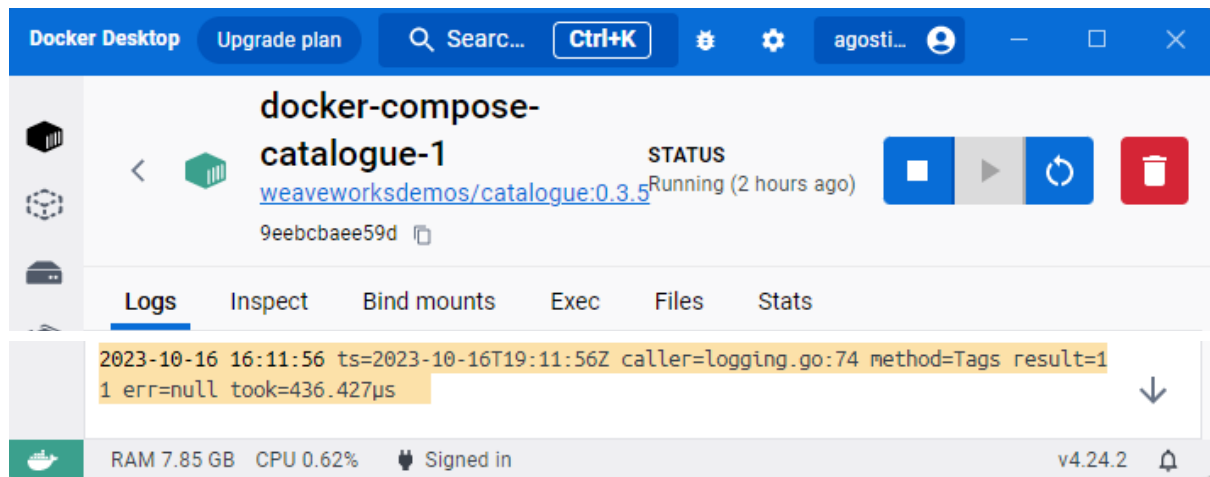 Docker Desktop Upgrade plan Searc... Ctrl+K agosti...
docker-compose-
catalogue-1
weaveworksdemos/catalogue:0.3.5
9eebcbaee59d
STATUS
Running (2 hours ago)
Logs Inspect Bind mounts Exec Files Stats
2023-10-16 16:11:56 ts=2023-10-16T19:11:56Z caller=logging.go:74 method=Tags result=1
1 err=null took=436.427µs
RAM 7.85 GB CPU 0.62% Signed in v4.24.2